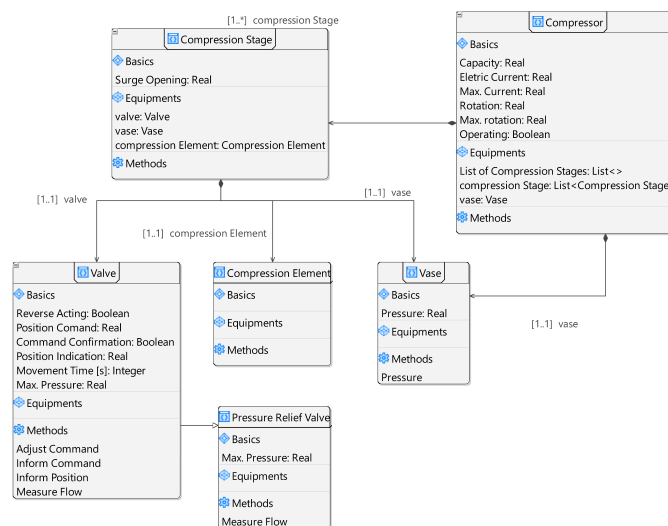 [1..*] compression Stage
Compression Stage
Basics
Surge Opening: Real
Equipments
valve: Valve
vase: Vase
compression Element: Compression Element
Methods
Compressor
Basics
Capacity: Real
Eletric Current: Real
Max. Current: Real
Rotation: Real
Max. rotation: Real
Operating: Boolean
Equipments
List of Compression Stages: List<>
compression Stage: List<Compression Stage
vase: Vase
Methods
[1..1] valve
[1..1] compression Element
[1..1] vase
[1..1] vase
Valve
Basics
Reverse Acting: Boolean
Position Comand: Real
Command Confirmation: Boolean
Position Indication: Real
Movement Time [s]: Integer
Max. Pressure: Real
Equipments
Methods
Adjust Command
Inform Command
Inform Position
Measure Flow
Compression Element
Basics
Equipments
Methods
Vase
Basics
Pressure: Real
Equipments
Methods
Pressure
Pressure Relief Valve
Basics
Max. Pressure: Real
Equipments
Methods
Measure Flow